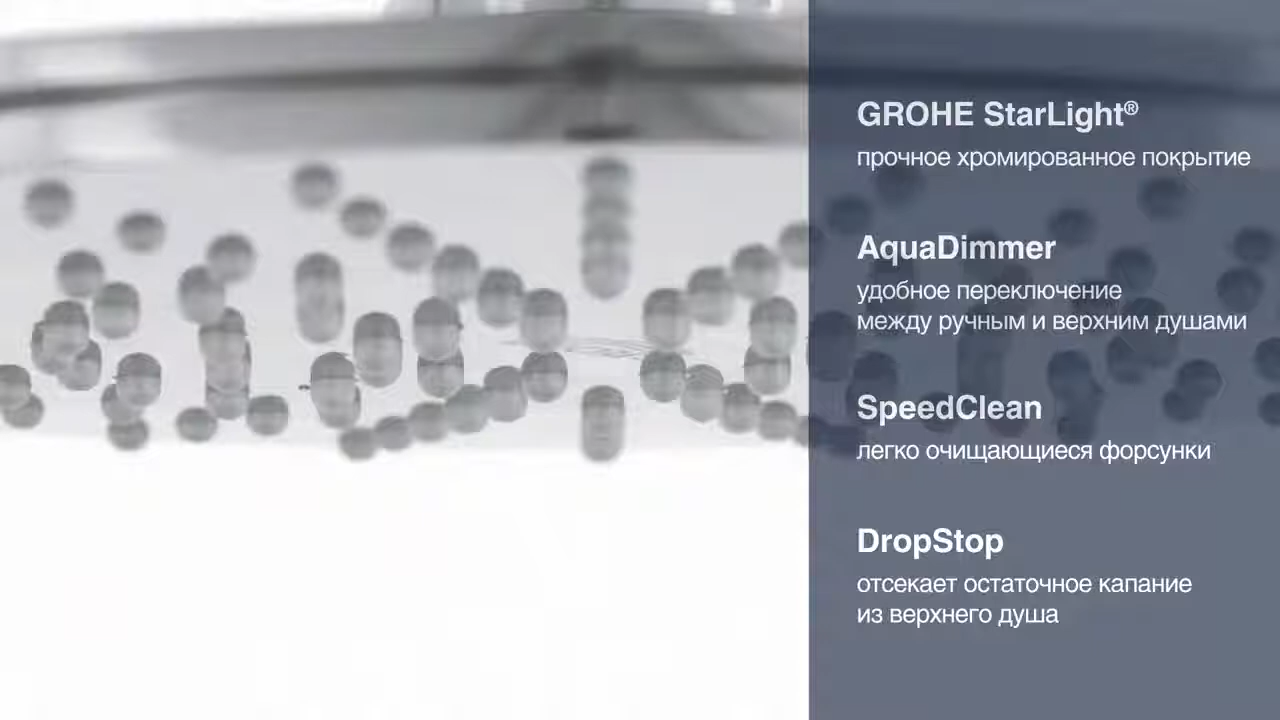 GROHE StarLight®
прочное хромированное покрытие
AquaDimmer
удобное переключение
между ручным и верхним душами
SpeedClean
легко очищающиеся форсунки
DropStop
отсекает остаточное капание
из верхнего душа